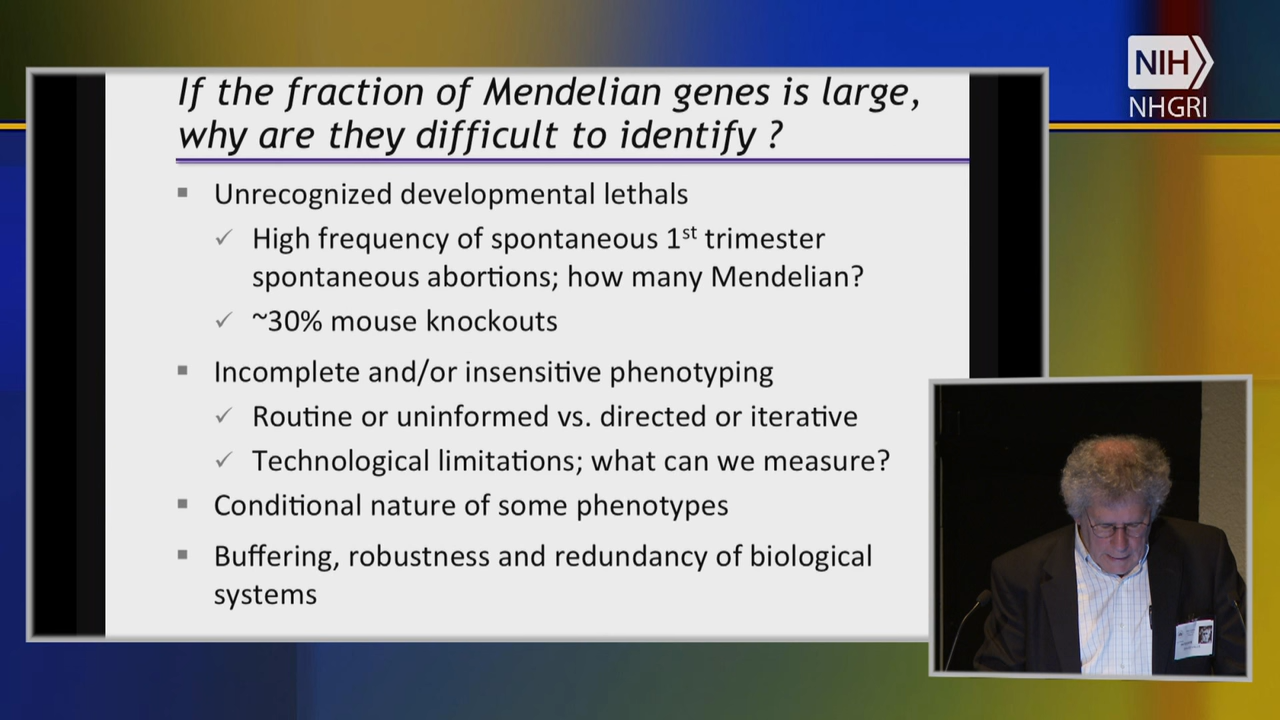 If the fraction of Mendelian genes is large,
why are they difficult to identify ?
Unrecognized developmental lethals
High frequency of spontaneous 1st trimester
spontaneous abortions; how many Mendelian?
~30% mouse knockouts
Incomplete and/or insensitive phenotyping
Routine or uninformed vs. directed or iterative
Technological limitations; what can we measure?
Conditional nature of some phenotypes
Buffering, robustness and redundancy of biological
systems
NIH
NHGRI